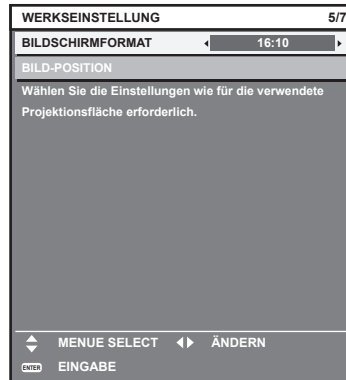 WERKSEINSTELLUNG 5/7
BILDSCHIRMFORMAT 16:10
BILD-POSITION
Wählen Sie die Einstellungen wie für die verwendete
Projektionsfläche erforderlich.
MENUE SELECT ÄNDERN
ENTER EINGABE